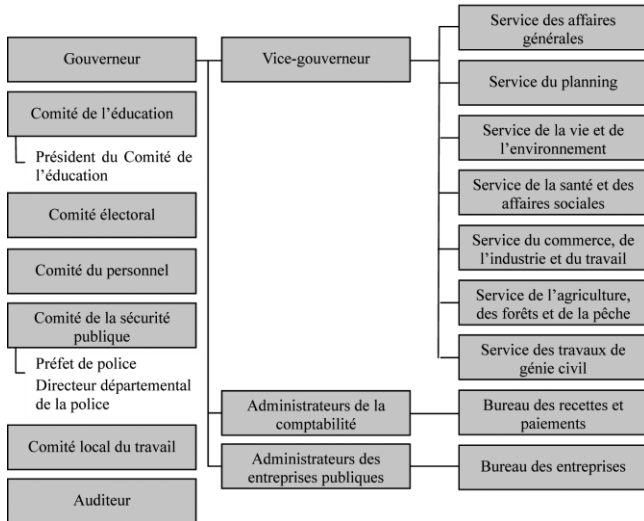 Gouverneur
Comité de l'éducation
Président du Comité de
l'éducation
Comité électoral
Comité du personnel
Comité de la sécurité
publique
Préfet de police
Directeur départemental
de la police
Comité local du travail
Auditeur
Vice-gouverneur
Administrateurs de la
comptabilité
Administrateurs des
entreprises publiques
Service des affaires
générales
Service du planning
Service de la vie et de
l'environnement
Service de la santé et des
affaires sociales
Service du commerce, de
l'industrie et du travail
Service de l'agriculture,
des forêts et de la pêche
Service des travaux de
génie civil
Bureau des recettes et
paiements
Bureau des entreprises